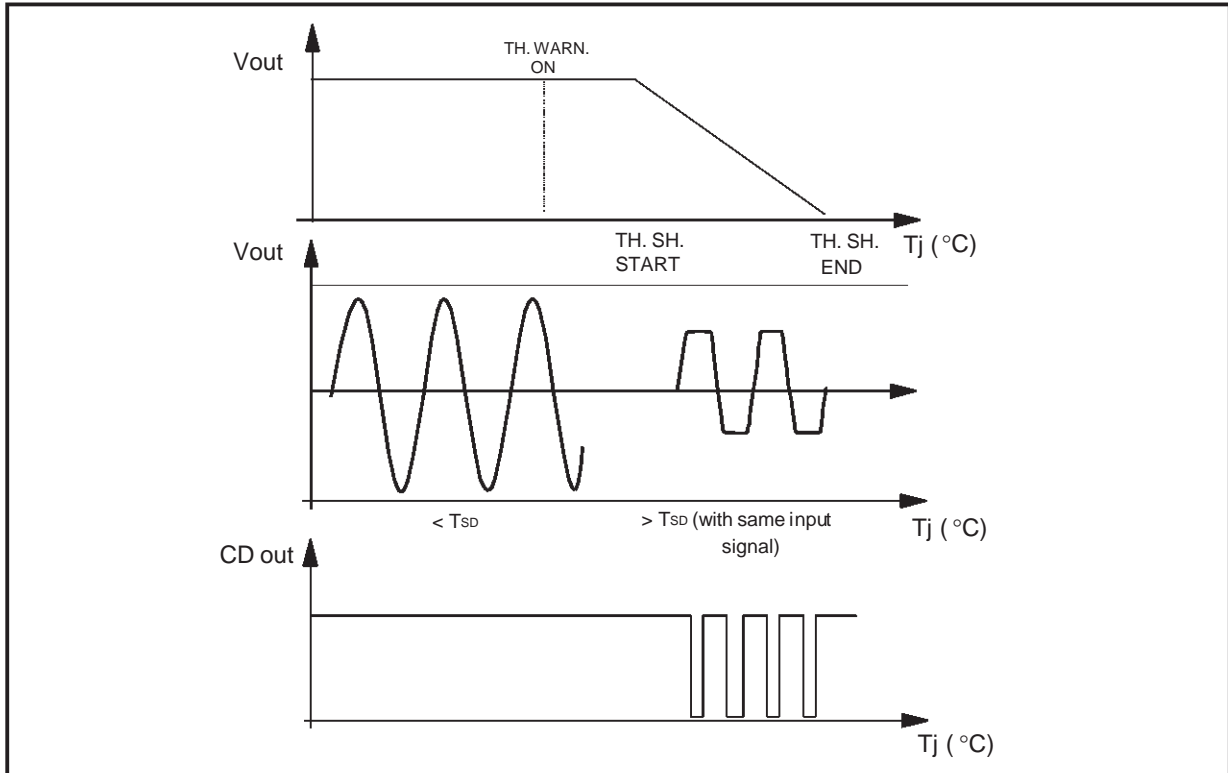 Vout
TH. WARN.
ON
TH. SH.
START
TH. SH.
END
Tj ( °C)
Vout
< TSD
> TSD (with same input
signal)
Tj ( °C)
CD out
Tj ( °C)